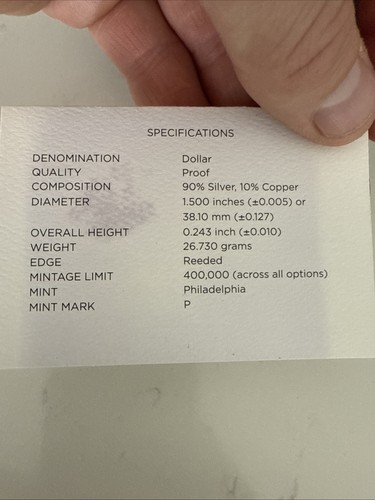 SPECIFICATIONS
DENOMINATION Dollar
QUALITY Proof
COMPOSITION 90% Silver, 10% Copper
DIAMETER 1.500 inches (±0.005) or
38.10 mm (±0.127)
OVERALL HEIGHT 0.243 inch (±0.010)
WEIGHT 26.730 grams
EDGE Reeded
MINTAGE LIMIT 400,000 (across all options)
MINT Philadelphia
MINT MARK P